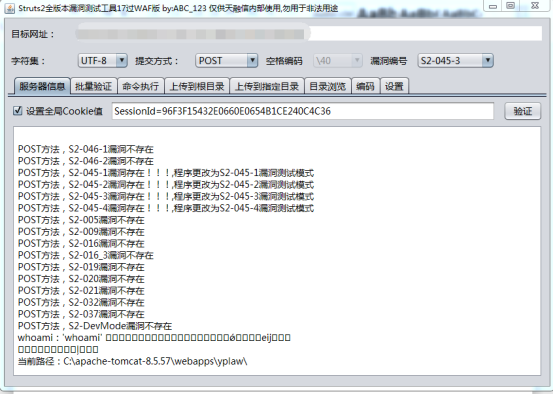 Struts2全版本漏洞测试工具17过WAF版 by:ABC_123 仅供天融信内部使用,勿用于非法用途
目标网址：
字符集： UTF-8 提交方式： POST 空格编码 \40 漏洞编号 S2-045-3
服务器信息 批量验证 命令执行 上传到根目录 上传到指定目录 目录浏览 编码 设置
设置全局Cookie值 SessionId=96F3F15432E0660E0654B1CE240C4C36 验证
POST方法，S2-046-1漏洞不存在
POST方法，S2-046-2漏洞不存在
POST方法，S2-045-1漏洞存在！！！,程序更改为S2-045-1漏洞测试模式
POST方法，S2-045-2漏洞存在！！！,程序更改为S2-045-2漏洞测试模式
POST方法，S2-045-3漏洞存在！！！,程序更改为S2-045-3漏洞测试模式
POST方法，S2-045-4漏洞存在！！！,程序更改为S2-045-4漏洞测试模式
POST方法，S2-005漏洞不存在
POST方法，S2-009漏洞不存在
POST方法，S2-016漏洞不存在
POST方法，S2-016_3漏洞不存在
POST方法，S2-019漏洞不存在
POST方法，S2-020漏洞不存在
POST方法，S2-021漏洞不存在
POST方法，S2-032漏洞不存在
POST方法，S2-037漏洞不存在
POST方法，S2-DevMode漏洞不存在
whoami：'whoami'
当前路径：C:\apache-tomcat-8.5.57\webapps\yplaw\